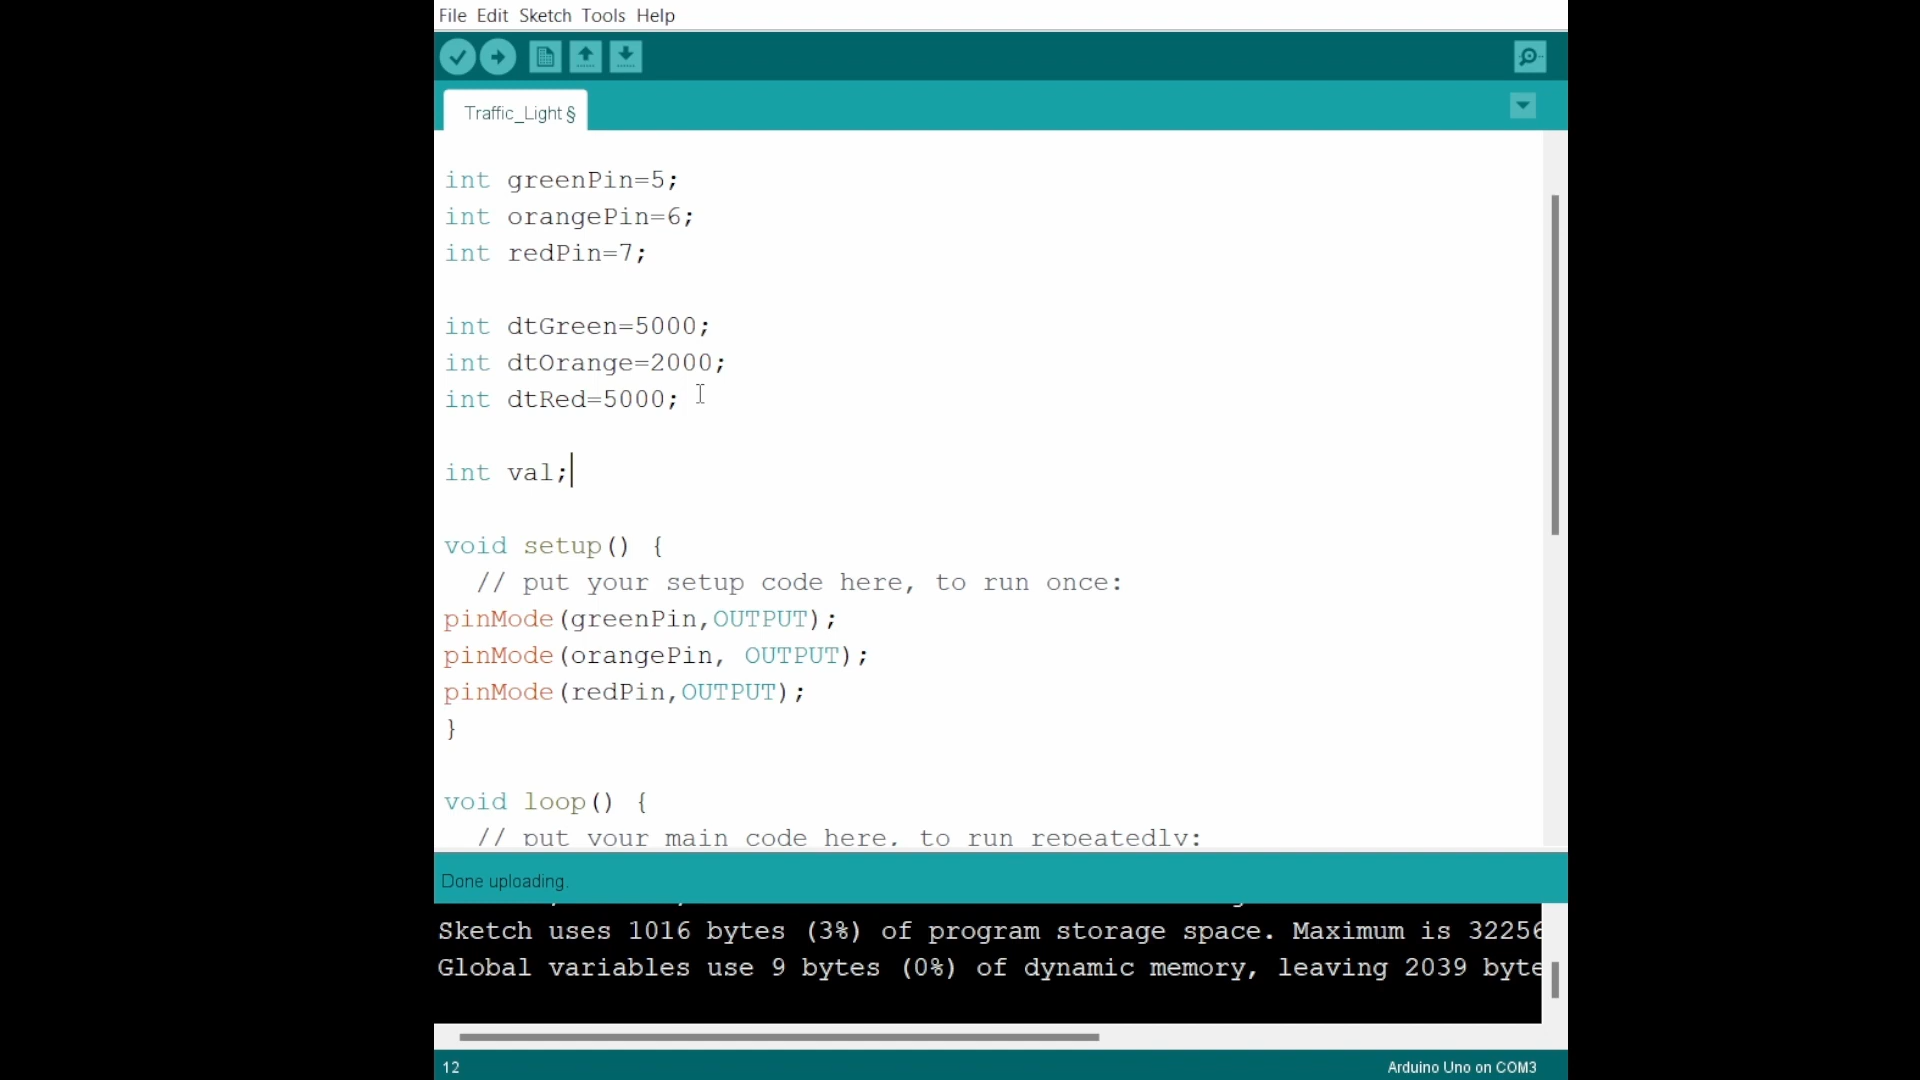 File Edit Sketch Tools Help
Traffic_Light §
int greenPin=5;
int orangePin=6;
int redPin=7;
int dtGreen=5000;
int dtOrange=2000;
int dtRed=5000;
int val;
void setup() {
// put your setup code here, to run once:
pinMode(greenPin,OUTPUT);
pinMode(orangePin, OUTPUT);
pinMode(redPin,OUTPUT);
}
void loop() {
// put your main code here, to run repeatedly:
Done uploading.
Sketch uses 1016 bytes (3%) of program storage space. Maximum is 32256
Global variables use 9 bytes (0%) of dynamic memory, leaving 2039 byte
12
Arduino Uno on COM3